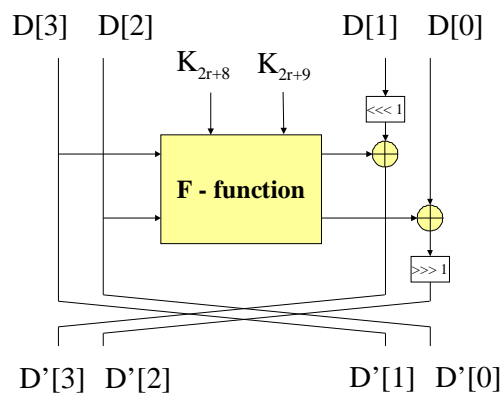 D[3] D[2] D[1] D[0]
K2r+8 K2r+9
<<< 1
F - function
>>> 1
D’[3] D’[2] D’[1] D’[0]